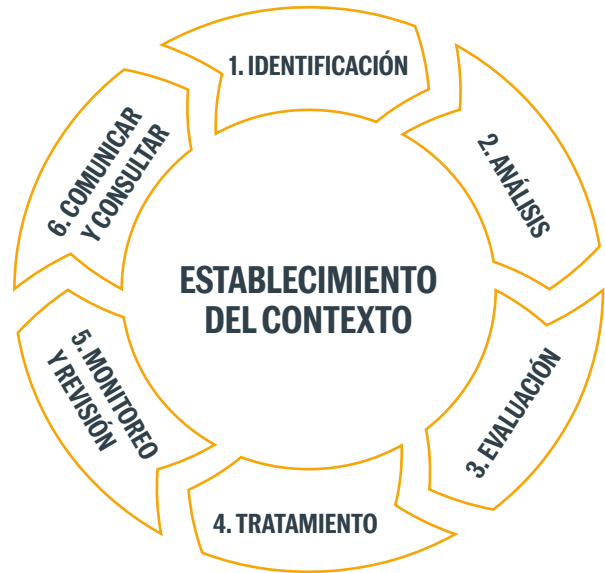 1. IDENTIFICACIÓN
2. ANÁLISIS
3. EVALUACIÓN
4. TRATAMIENTO
5. MONITOREO
Y REVISIÓN
6. COMUNICAR
Y CONSULTAR
ESTABLECIMIENTO
DEL CONTEXTO